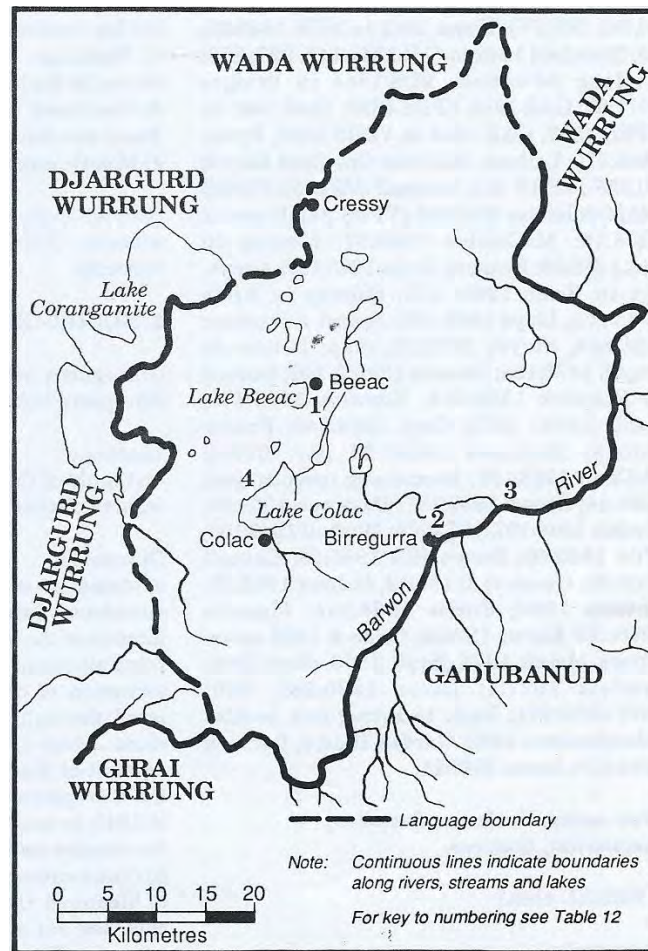 WADA WURRUNG
WADA
WURRUNG
DJARGURD
WURRUNG
Cressy
Lake
Corangamite
Beeac
Lake Beeac
1
4
3
River
Lake Colac
2
Colac
Birregurra
DJARGURD
WURRUNG
Barwon
GADUBANUD
GIRAI
WURRUNG
Language boundary
Note: Continuous lines indicate boundaries
along rivers, streams and lakes
For key to numbering see Table 12
0 5 10 15 20
Kilometres